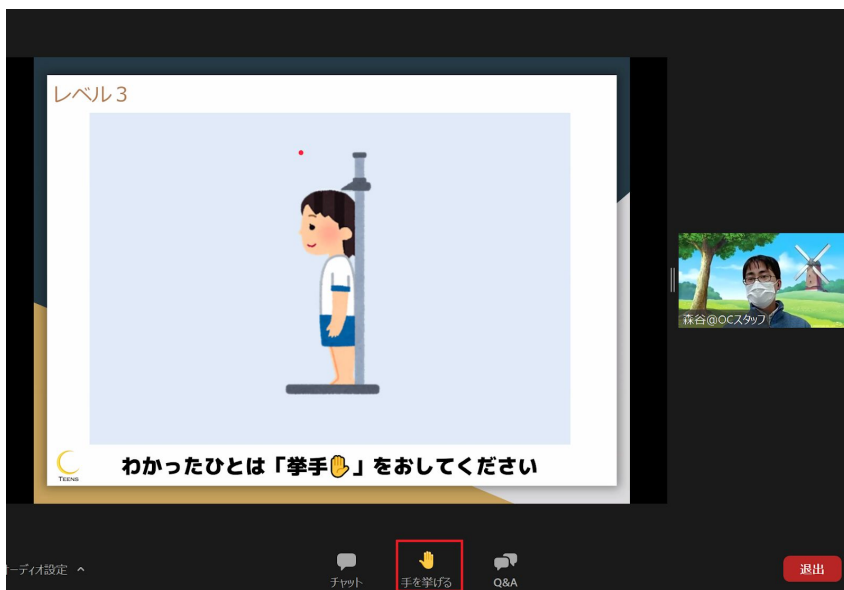 レベル3
TEENS
わかったひとは「挙手✋」をおしてください
森谷@OCスタッフ
ーディオ設定
チャット
手を挙げる
Q&A
退出